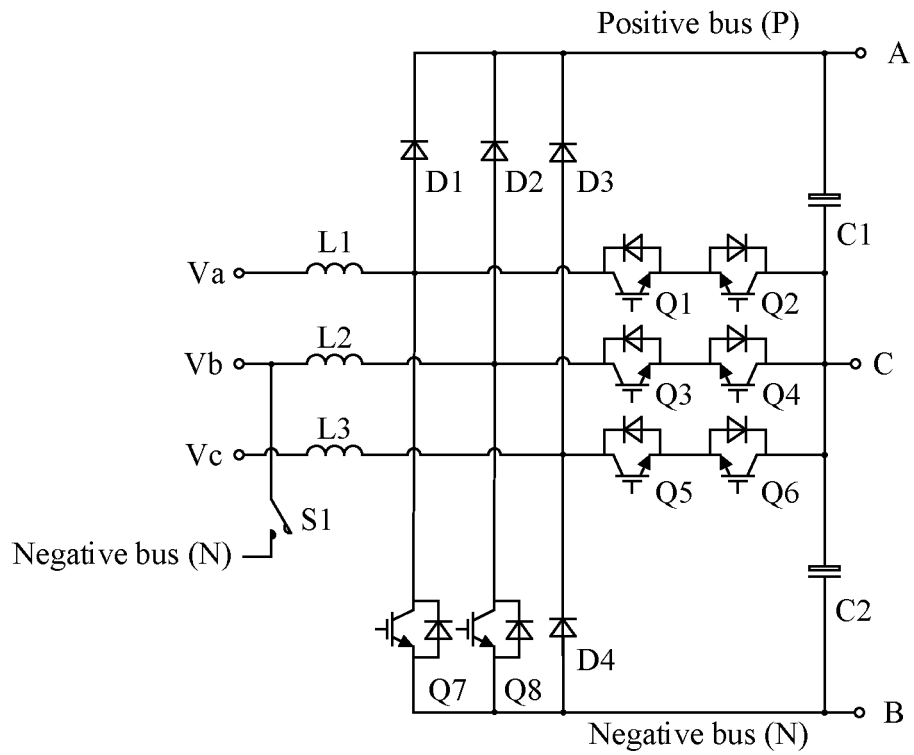 Positive bus (P)
A
D1
D2
D3
C1
L1
Va
Q1
Q2
L2
Vb
C
Q3
Q4
L3
Vc
Q5
Q6
S1
Negative bus (N)
C2
D4
Q7
Q8
B
Negative bus (N)